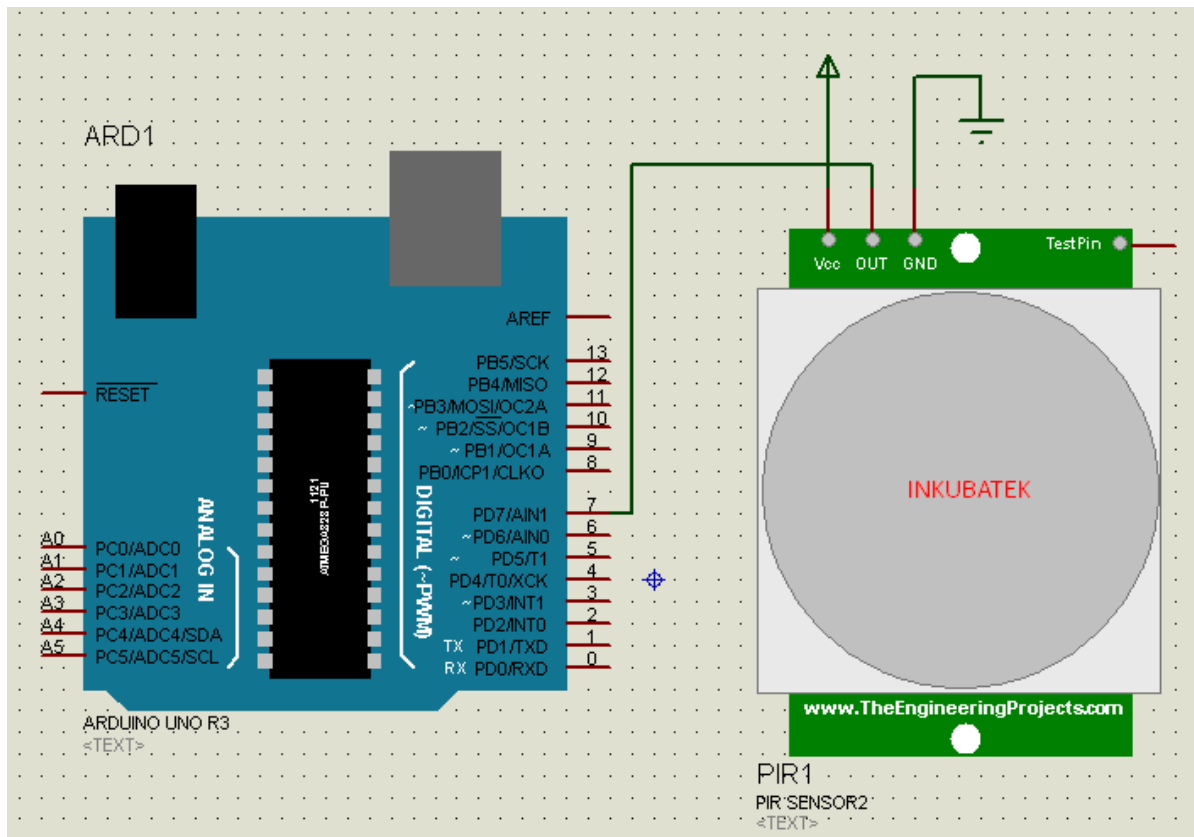 ARD1
AREF
PB5/SCK 13
RESET
PB4/MISO 12
~PB3/MOSI/OC2A 11
~ PB2/SS/OC1B 10
~ PB1/OC1A 9
PB0/ICP1/CLKO 8
ANALOG IN
1121
ATMEGA328P-PU
DIGITAL (~PWM)
PD7/AIN1 7
~PD6/AIN0 6
~ PD5/T1 5
PD4/T0/XCK 4
~PD3/INT1 3
PD2/INT0 2
TX PD1/TXD 1
RX PD0/RXD 0
A0 PC0/ADC0
A1 PC1/ADC1
A2 PC2/ADC2
A3 PC3/ADC3
A4 PC4/ADC4/SDA
A5 PC5/ADC5/SCL
ARDUINO UNO R3
<TEXT>
Vcc OUT GND
TestPin
INKUBATEK
www.TheEngineeringProjects.com
PIR1
PIR SENSOR2
<TEXT>